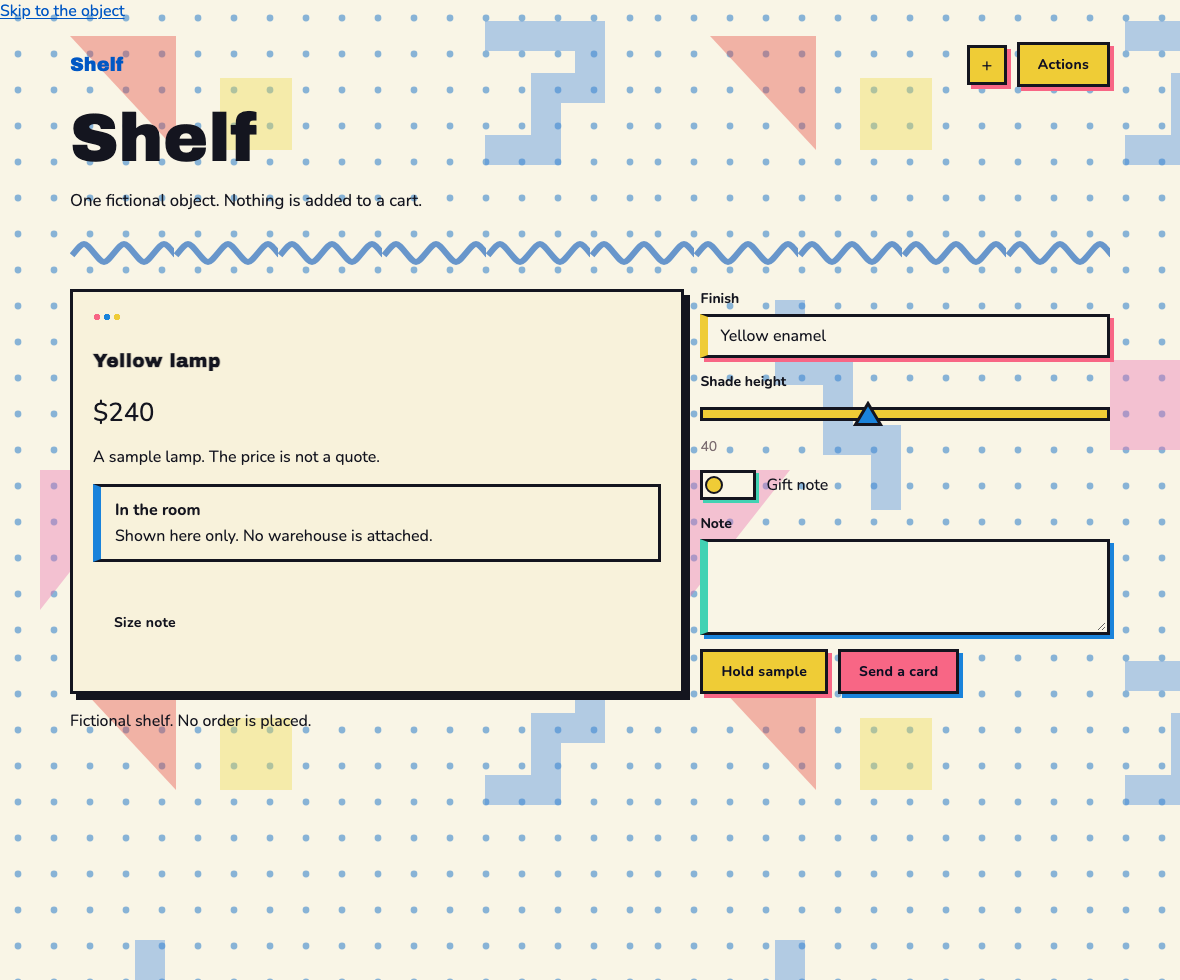 Skip to the object
Shelf
+
Actions
Shelf
One fictional object. Nothing is added to a cart.
Yellow lamp
$240
A sample lamp. The price is not a quote.
In the room
Shown here only. No warehouse is attached.
Size note
Finish
Yellow enamel
Shade height
40
Gift note
Note
Hold sample
Send a card
Fictional shelf. No order is placed.